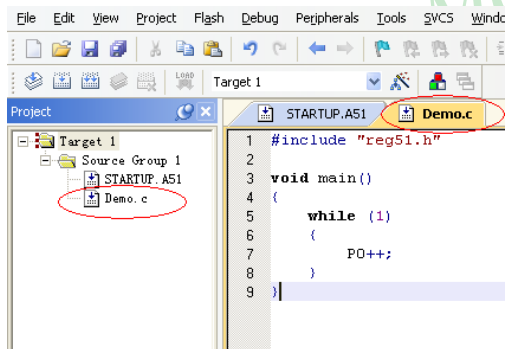 File Edit View Project Flash Debug Peripherals Tools SVCS Windo
LOAD Target 1
Project STARTUP.A51 Demo.c
Target 1
Source Group 1
STARTUP.A51
Demo.c
1 #include "reg51.h"
2
3 void main()
4 {
5 while (1)
6 {
7 P0++;
8 }
9 }